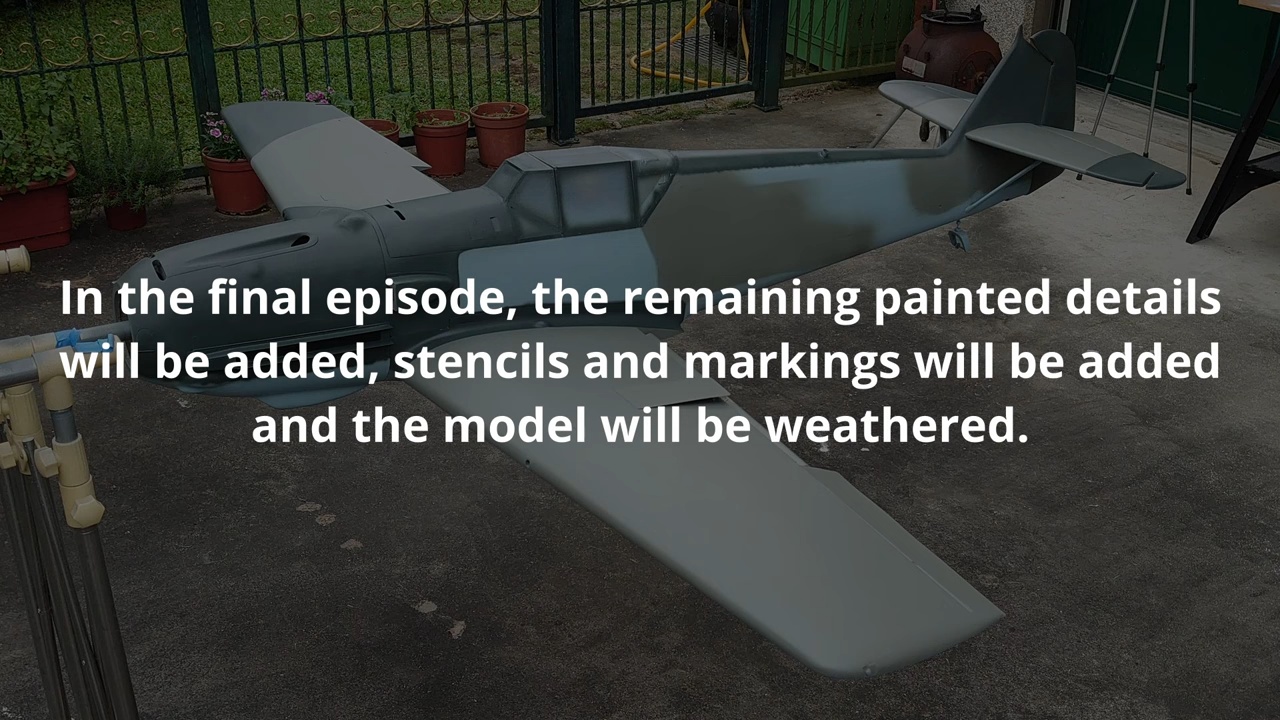 In the final episode, the remaining painted details
will be added, stencils and markings will be added
and the model will be weathered.